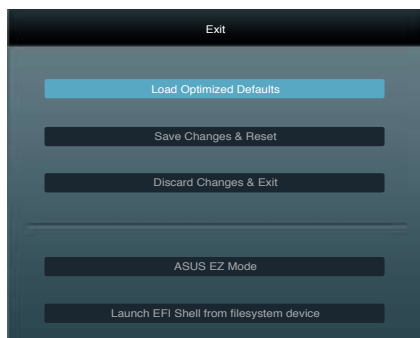 Exit
Load Optimized Defaults
Save Changes & Reset
Discard Changes & Exit
ASUS EZ Mode
Launch EFI Shell from filesystem device